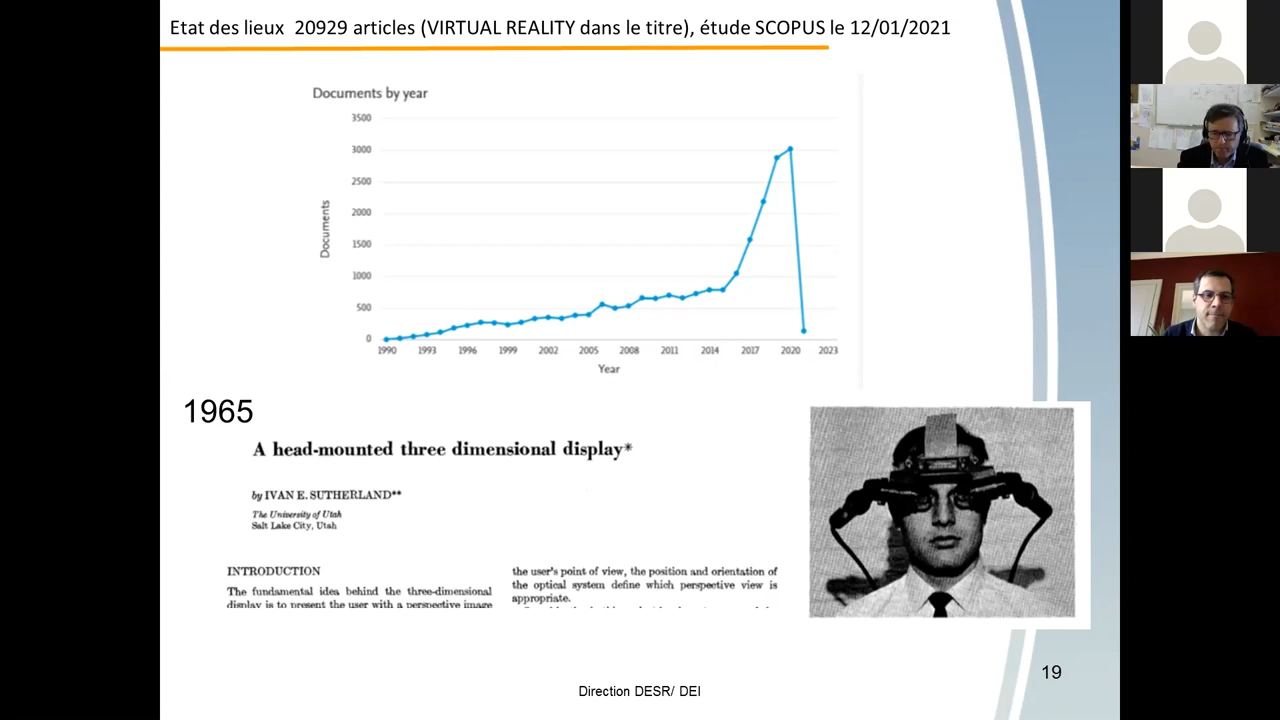 Etat des lieux 20929 articles (VIRTUAL REALITY dans le titre), étude SCOPUS le 12/01/2021
Documents by year
3500
3000
2500
2000
1500
1000
500
0
Documents
1990
1993
1996
1999
2002
2005
2008
2011
2014
2017
2020
2023
Year
1965
A head-mounted three dimensional display*
by IVAN E. SUTHERLAND**
The University of Utah
Salt Lake City, Utah
INTRODUCTION
The fundamental idea behind the three-dimensional
display is to present the user with a perspective image
the user's point of view, the position and orientation of
the optical system define which perspective view is
appropriate.
19
Direction DESR/ DEI